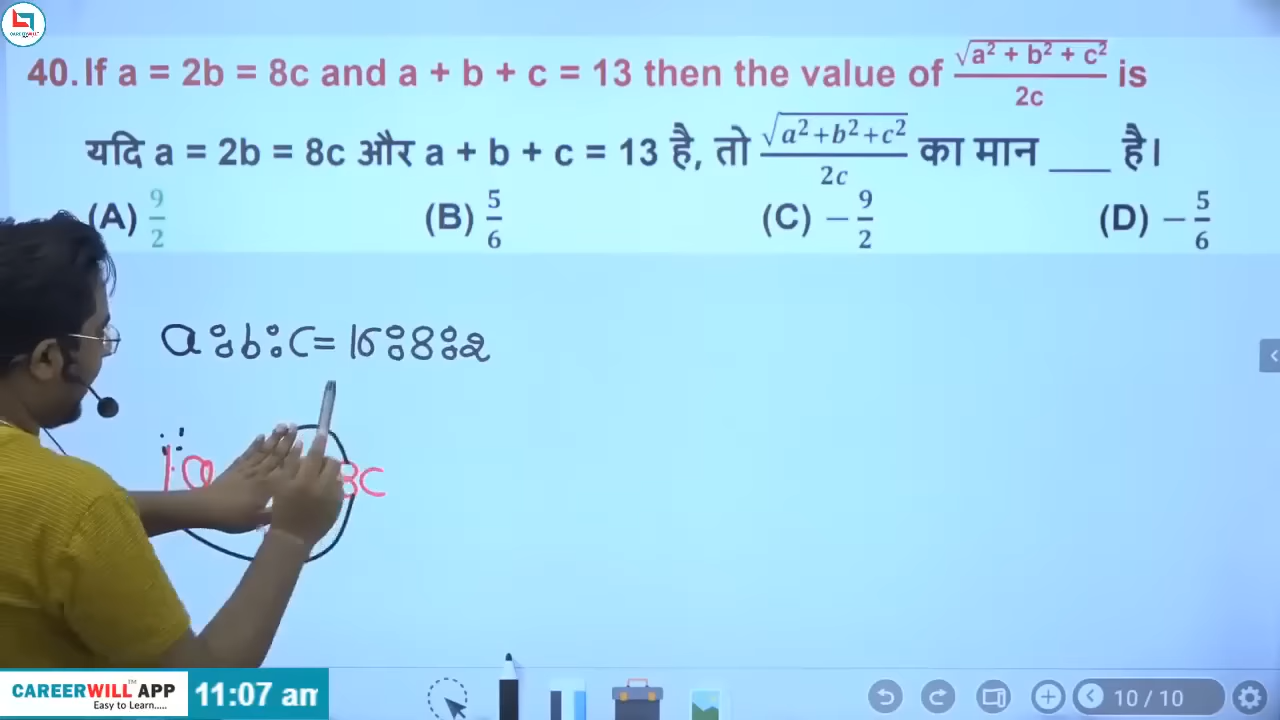 CAREERWILL
40. If a = 2b = 8c and a + b + c = 13 then the value of √(a² + b² + c²) / 2c is
यदि a = 2b = 8c और a + b + c = 13 है, तो √(a²+b²+c²) / 2c का मान ___ है।
(A) 9/2 (B) 5/6 (C) −9/2 (D) −5/6
a : b : c = 16 : 8 : 2
1a 8c
CAREERWILL™ APP
Easy to Learn.....
11:07 am
10 / 10